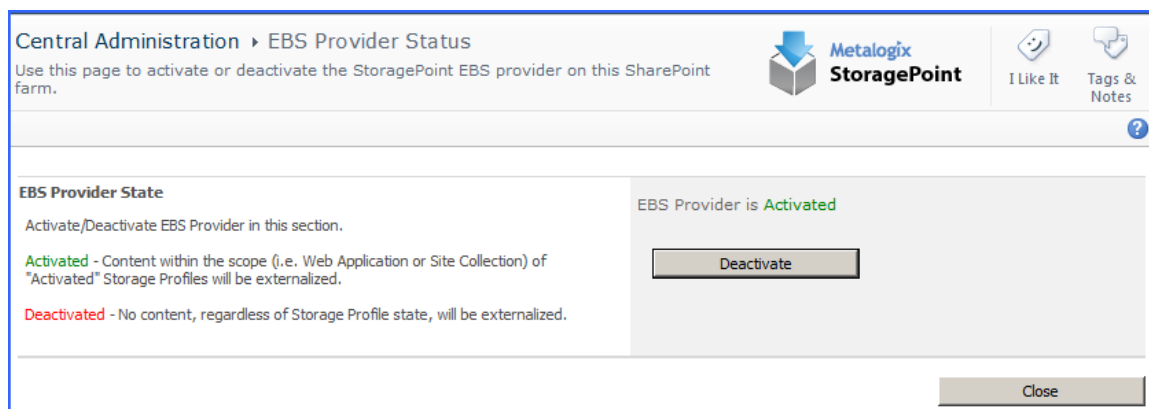 Central Administration ▸ EBS Provider Status
Use this page to activate or deactivate the StoragePoint EBS provider on this SharePoint
farm.
Metalogix
StoragePoint
I Like It
Tags &
Notes
EBS Provider State
Activate/Deactivate EBS Provider in this section.
Activated - Content within the scope (i.e. Web Application or Site Collection) of
"Activated" Storage Profiles will be externalized.
Deactivated - No content, regardless of Storage Profile state, will be externalized.
EBS Provider is Activated
Deactivate
Close